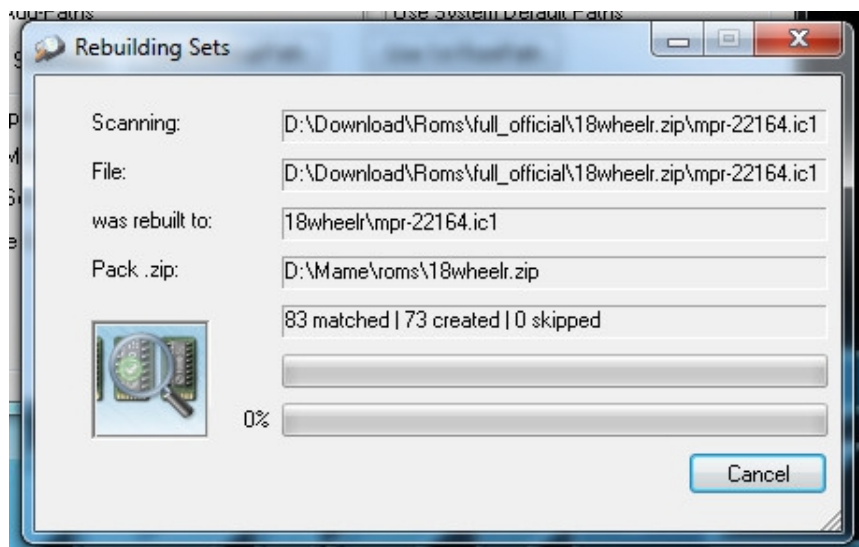 Use System Default Paths
Rebuilding Sets
Scanning: D:\Download\Roms\full_official\18wheelr.zip\mpr-22164.ic1
File: D:\Download\Roms\full_official\18wheelr.zip\mpr-22164.ic1
was rebuilt to: 18wheelr\mpr-22164.ic1
Pack .zip: D:\Mame\roms\18wheelr.zip
83 matched | 73 created | 0 skipped
0%
Cancel